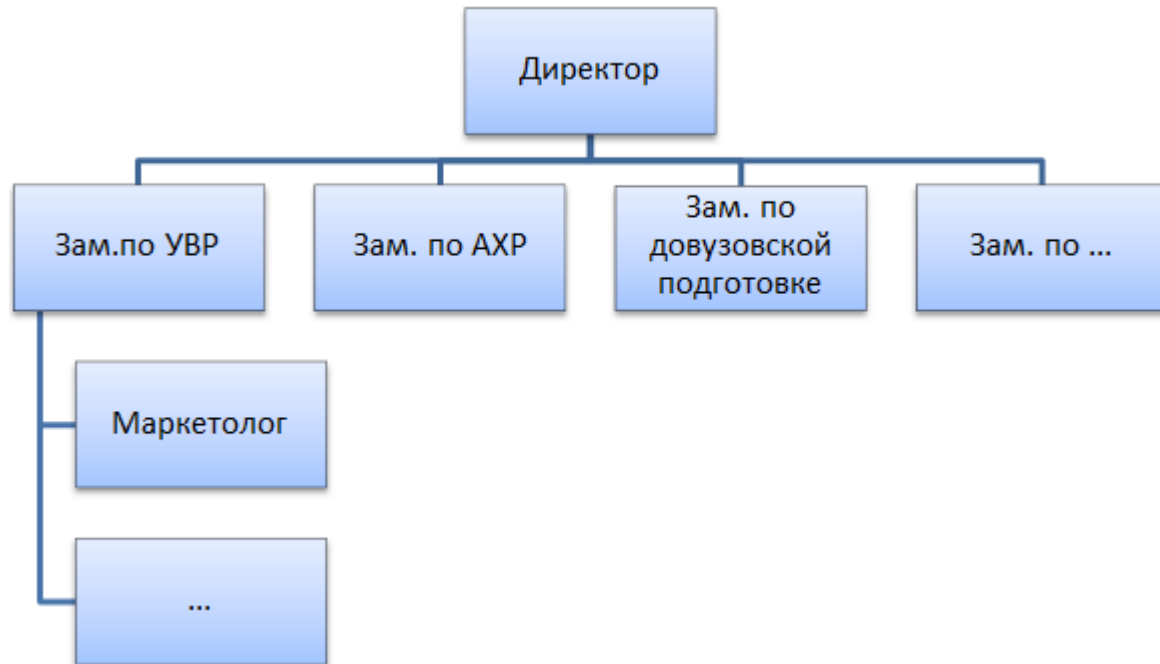 Директор
Зам.по УВР
Зам. по АХР
Зам. по
довузовской
подготовке
Зам. по ...
Маркетолог
...